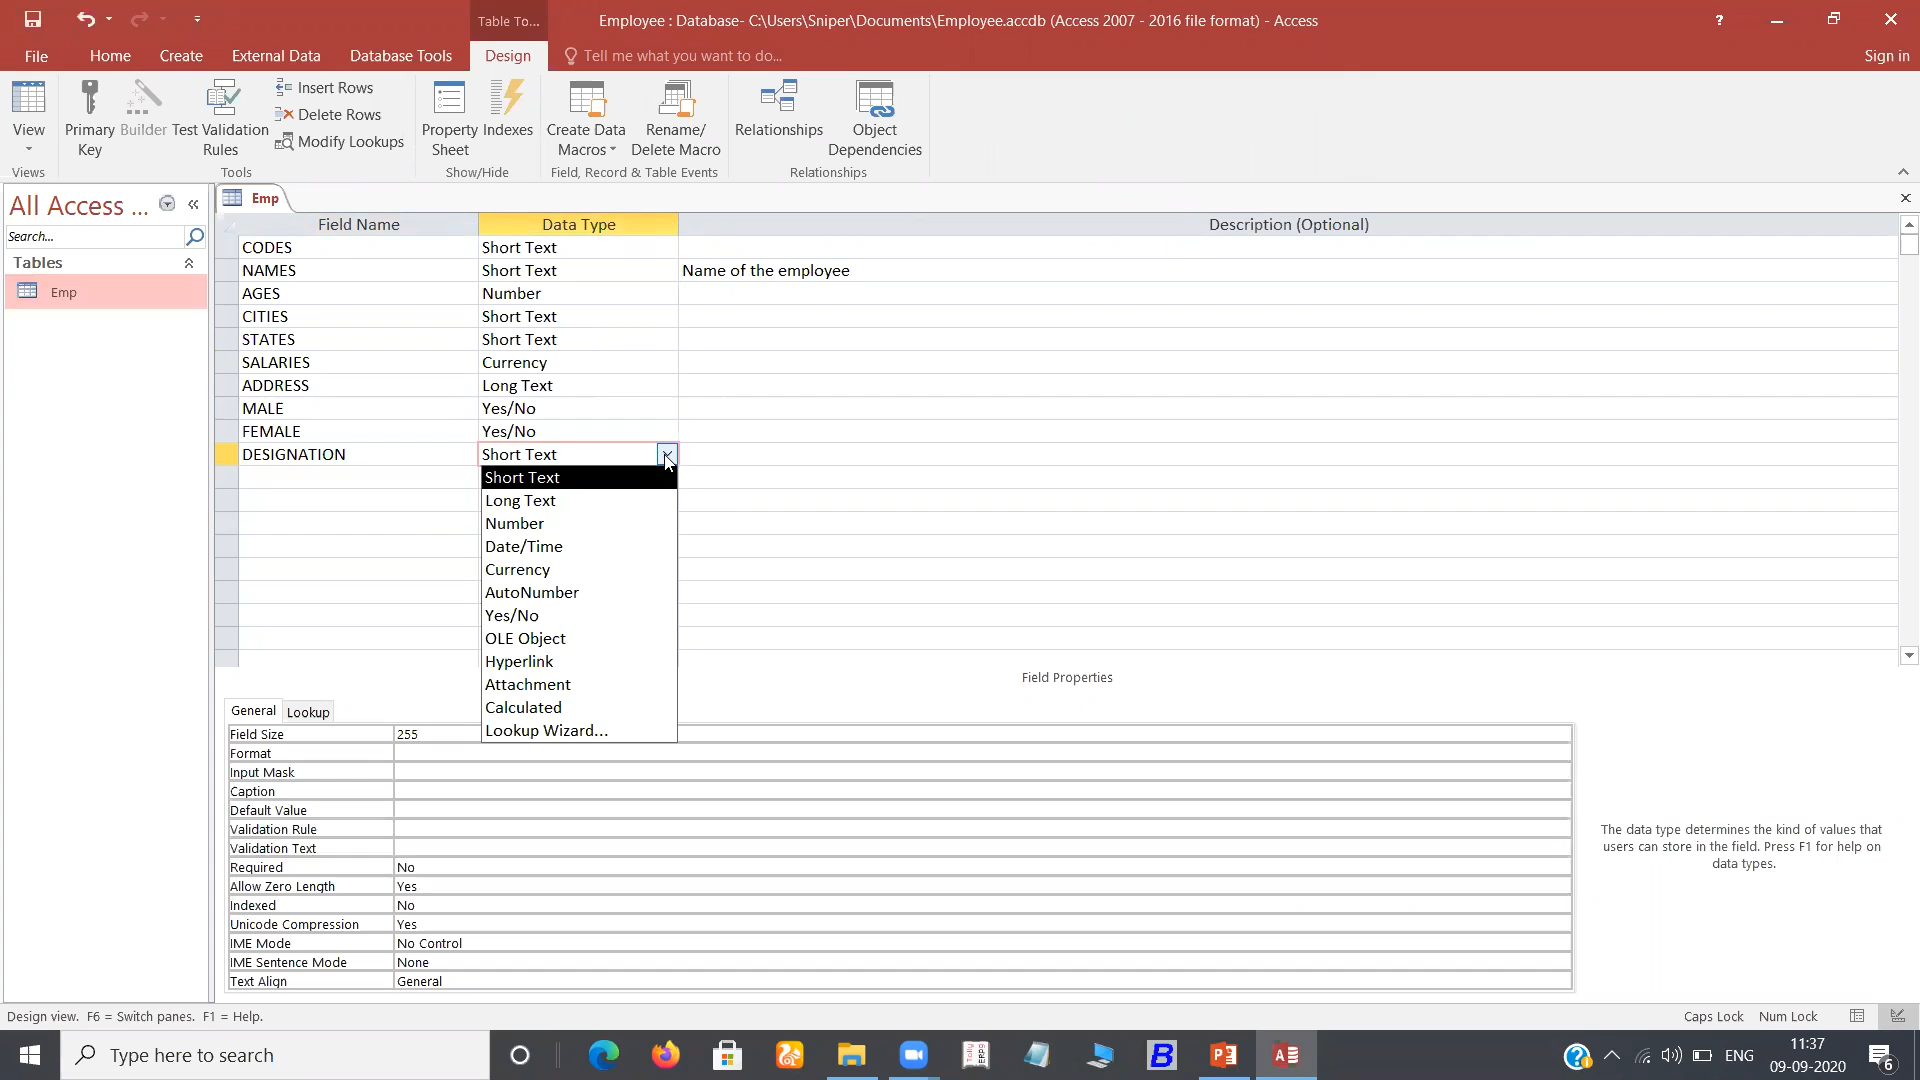 Table To...
Employee : Database- C:\Users\Sniper\Documents\Employee.accdb (Access 2007 - 2016 file format) - Access
?
File Home Create External Data Database Tools Design Tell me what you want to do...
Sign in
View
Primary Key
Builder
Test Validation Rules
Insert Rows
Delete Rows
Modify Lookups
Property Sheet
Indexes
Create Data Macros
Rename/ Delete Macro
Relationships
Object Dependencies
Views
Tools
Show/Hide
Field, Record & Table Events
Relationships
All Access ...
Search...
Tables
Emp
Emp
Field Name Data Type Description (Optional)
CODES Short Text
NAMES Short Text Name of the employee
AGES Number
CITIES Short Text
STATES Short Text
SALARIES Currency
ADDRESS Long Text
MALE Yes/No
FEMALE Yes/No
DESIGNATION Short Text
Short Text
Long Text
Number
Date/Time
Currency
AutoNumber
Yes/No
OLE Object
Hyperlink
Attachment
Calculated
Lookup Wizard...
Field Properties
General Lookup
Field Size 255
Format
Input Mask
Caption
Default Value
Validation Rule
Validation Text
Required No
Allow Zero Length Yes
Indexed No
Unicode Compression Yes
IME Mode No Control
IME Sentence Mode None
Text Align General
The data type determines the kind of values that
users can store in the field. Press F1 for help on
data types.
Design view. F6 = Switch panes. F1 = Help.
Caps Lock Num Lock
Type here to search
ENG
11:37
09-09-2020
6